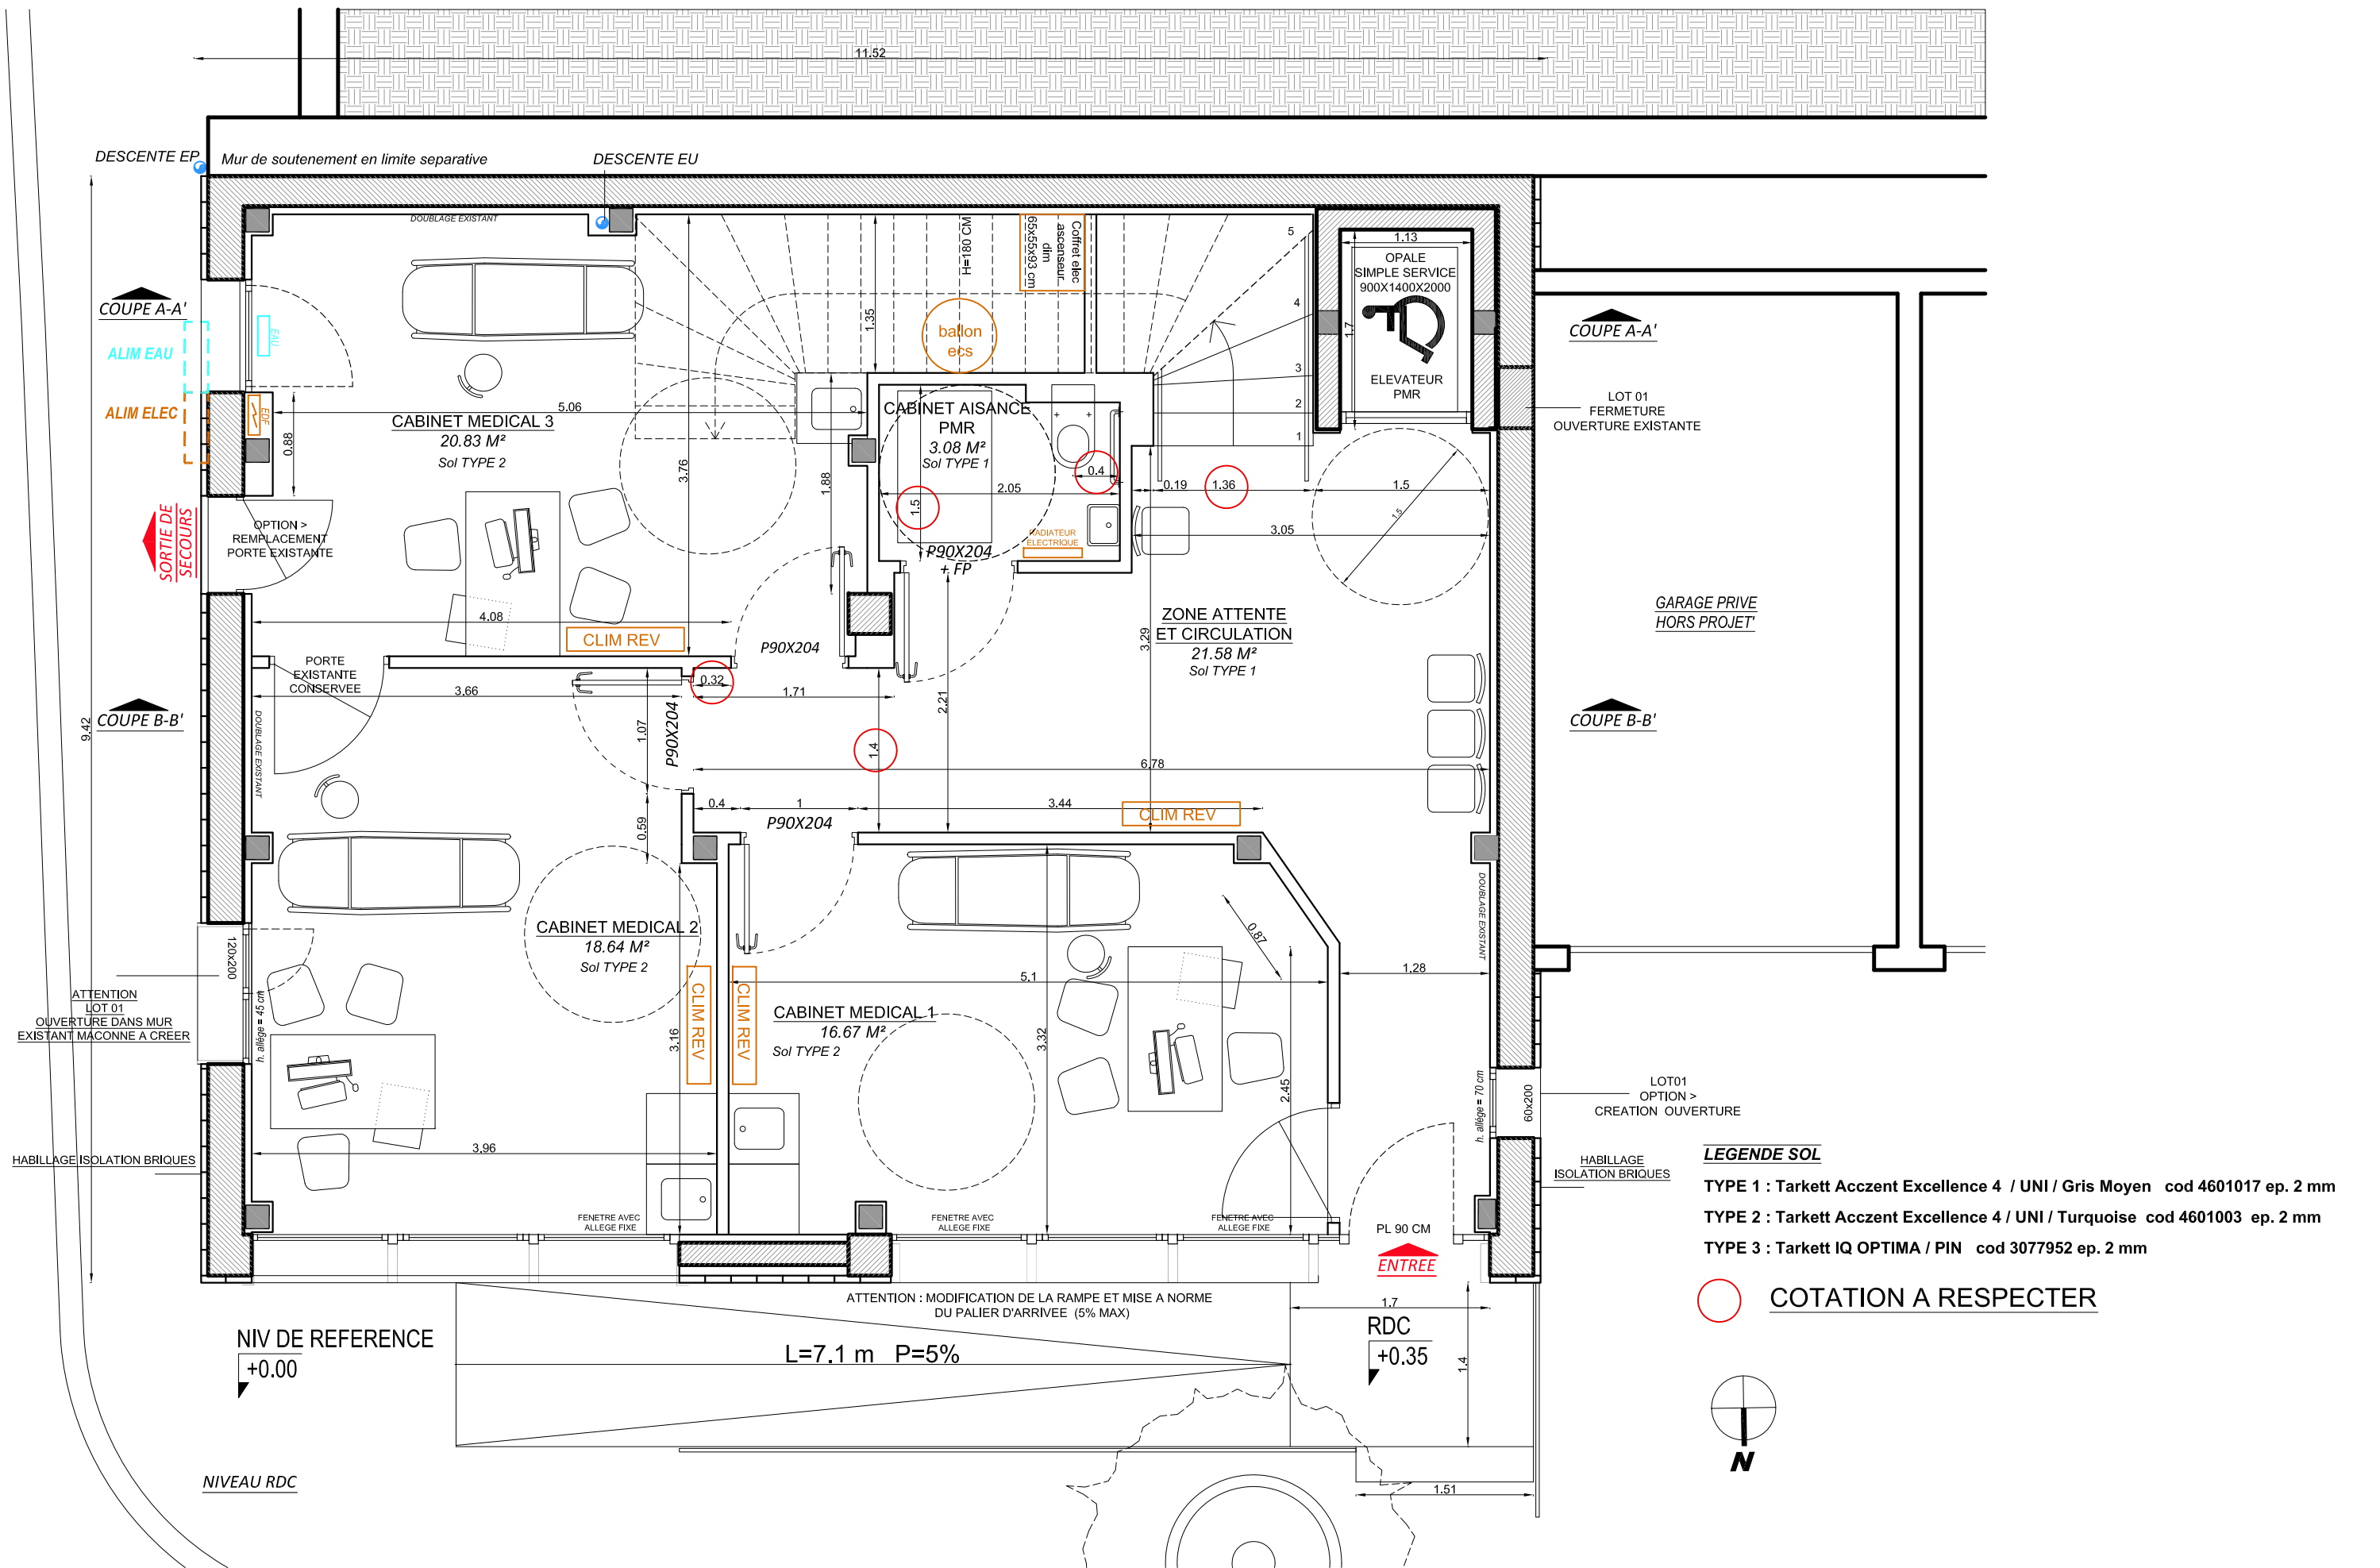 11.52
DESCENTE EP
Mur de soutenement en limite separative
DESCENTE EU
DOUBLAGE EXISTANT
H=180 CM
Coffret elec
ascenseur
dim
65x55x93 cm
5
4
3
2
1
1.13
OPALE
SIMPLE SERVICE
900X1400X2000
1.7
ELEVATEUR
PMR
COUPE A-A'
COUPE A-A'
ALIM EAU
EAU
ALIM ELEC
EDF
1.35
ballon
ecs
LOT 01
FERMETURE
OUVERTURE EXISTANTE
5.06
CABINET MEDICAL 3
20.83 M²
Sol TYPE 2
0.88
3.76
1.88
CABINET AISANCE
PMR
3.08 M²
Sol TYPE 1
0.4
2.05
1.5
0.19
1.36
1.5
1.5
3.05
RADIATEUR
ELECTRIQUE
P90X204
+ FP
SORTIE DE
SECOURS
OPTION >
REMPLACEMENT
PORTE EXISTANTE
4.08
CLIM REV
P90X204
ZONE ATTENTE
ET CIRCULATION
21.58 M²
Sol TYPE 1
3.29
GARAGE PRIVE
HORS PROJET'
PORTE
EXISTANTE
CONSERVEE
3.66
0.32
1.71
2.21
COUPE B-B'
COUPE B-B'
9.42
DOUBLAGE EXISTANT
1.07
P90X204
1.4
6.78
0.4
1
3.44
CLIM REV
P90X204
0.59
DOUBLAGE EXISTANT
CABINET MEDICAL 2
18.64 M²
Sol TYPE 2
120x200
h. allége = 45 cm
ATTENTION
LOT 01
OUVERTURE DANS MUR
EXISTANT MACONNE A CREER
0.87
1.28
5.1
CLIM REV
CLIM REV
CABINET MEDICAL 1
16.67 M²
Sol TYPE 2
3.16
3.32
2.45
h. allége = 70 cm
60x200
LOT01
OPTION >
CREATION OUVERTURE
3.96
HABILLAGE ISOLATION BRIQUES
HABILLAGE
ISOLATION BRIQUES
FENETRE AVEC
ALLEGE FIXE
FENETRE AVEC
ALLEGE FIXE
FENETRE AVEC
ALLEGE FIXE
PL 90 CM
ENTREE
LEGENDE SOL
TYPE 1 : Tarkett Acczent Excellence 4 / UNI / Gris Moyen cod 4601017 ep. 2 mm
TYPE 2 : Tarkett Acczent Excellence 4 / UNI / Turquoise cod 4601003 ep. 2 mm
TYPE 3 : Tarkett IQ OPTIMA / PIN cod 3077952 ep. 2 mm
COTATION A RESPECTER
ATTENTION : MODIFICATION DE LA RAMPE ET MISE A NORME
DU PALIER D'ARRIVEE (5% MAX)
1.7
NIV DE REFERENCE
+0.00
L=7.1 m P=5%
RDC
+0.35
1.4
1.51
N
NIVEAU RDC